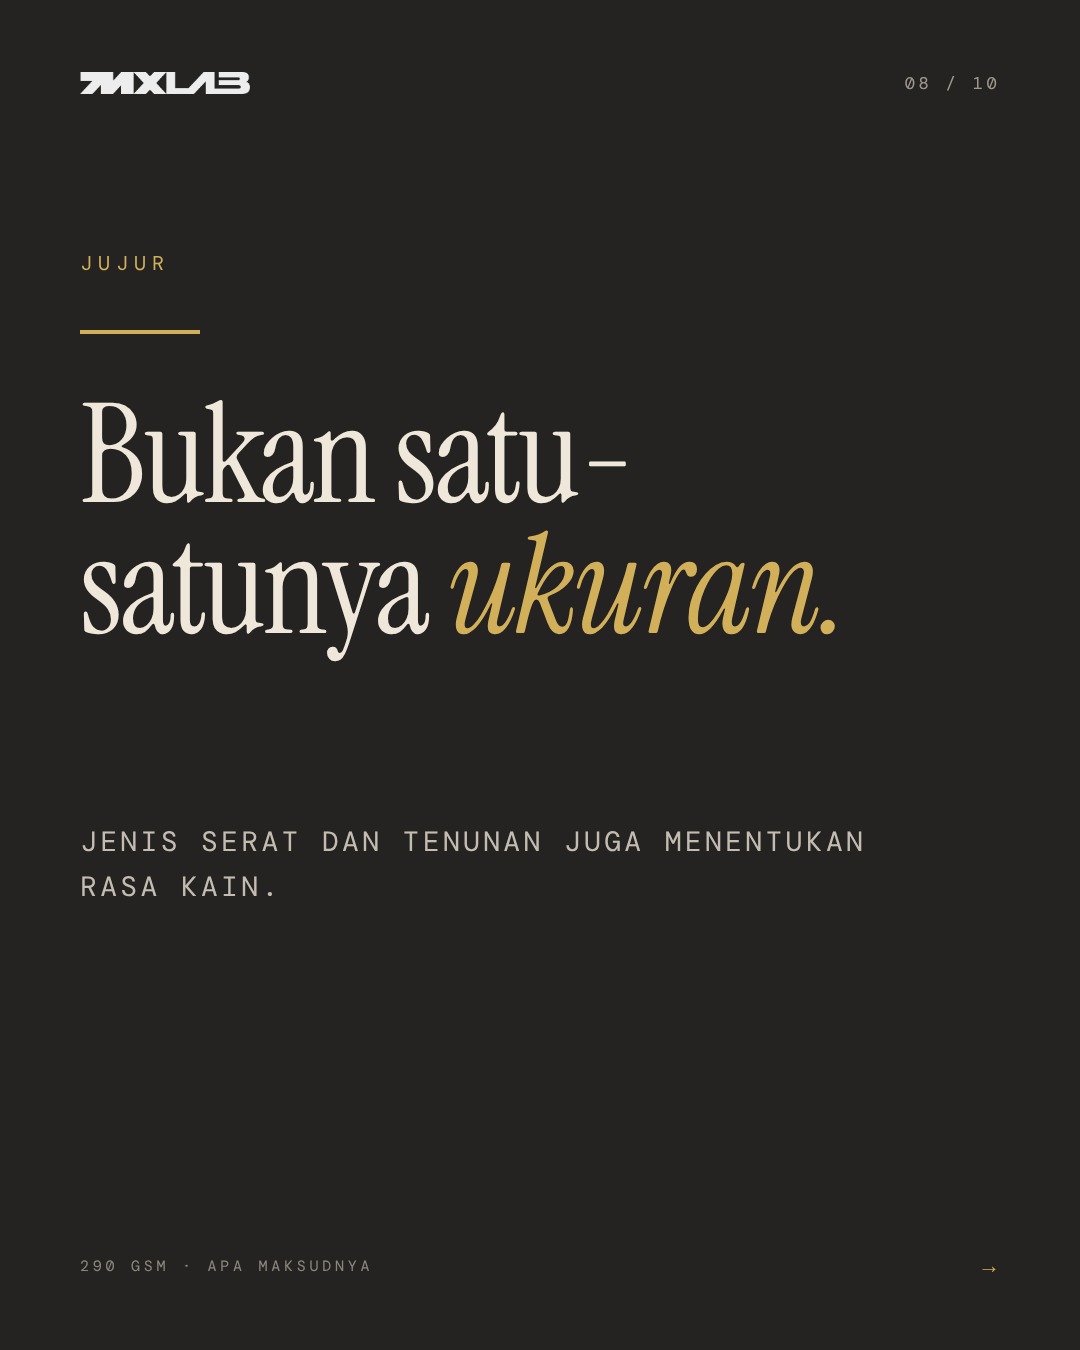 7MXLAB
08 / 10
JUJUR
Bukan satu-
satunya ukuran.
JENIS SERAT DAN TENUNAN JUGA MENENTUKAN
RASA KAIN.
290 GSM · APA MAKSUDNYA
→